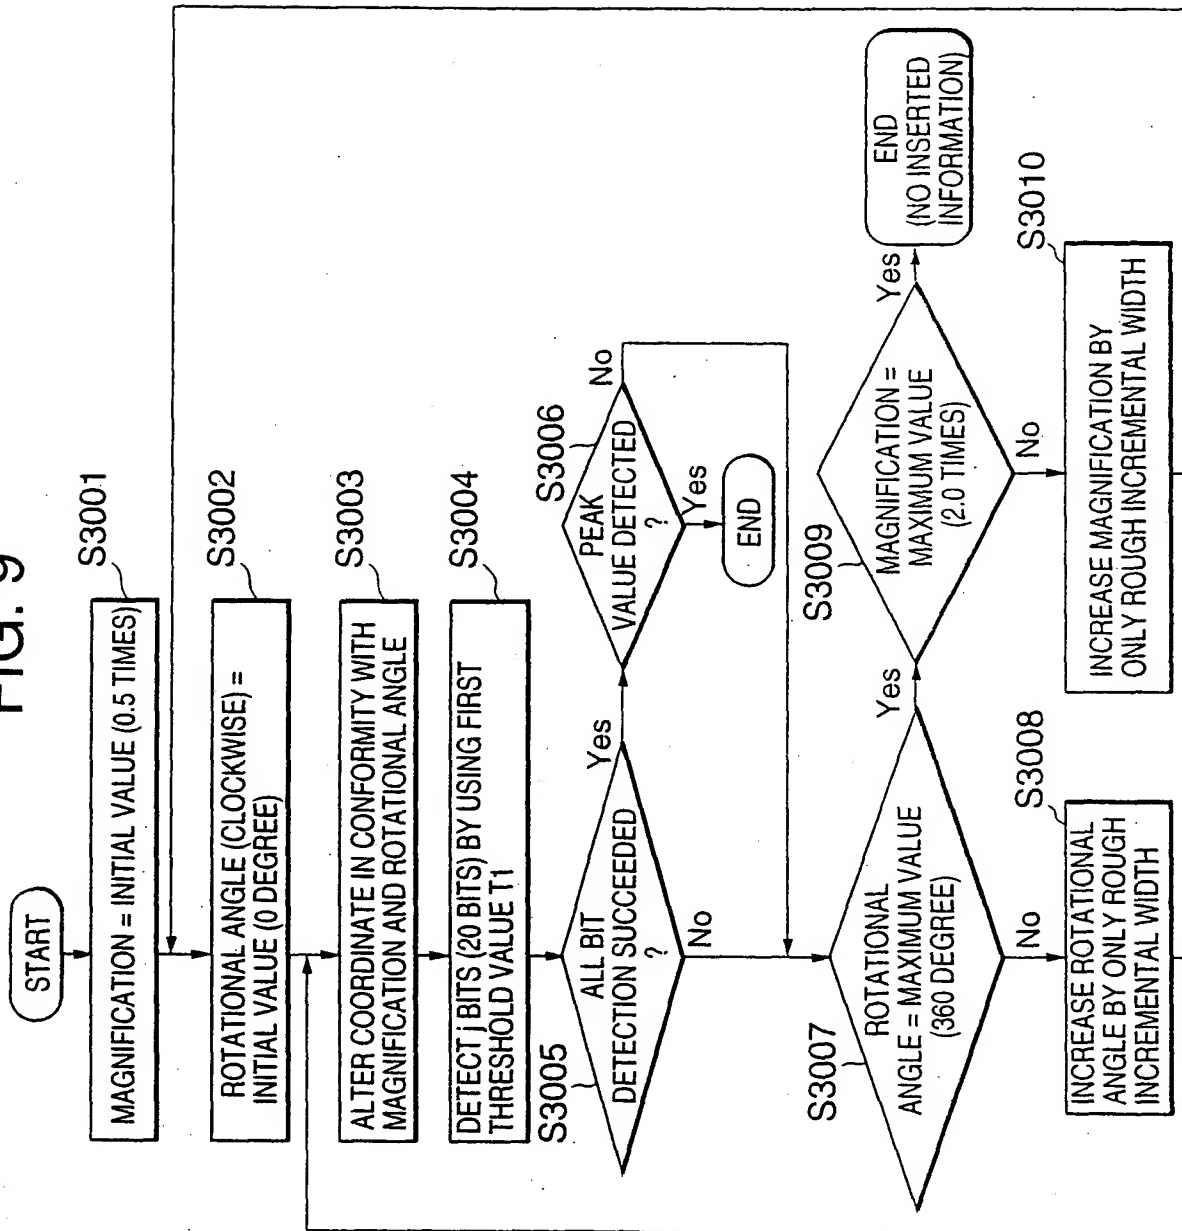 FIG. 9
START
MAGNIFICATION = INITIAL VALUE (0.5 TIMES)
S3001
ROTATIONAL ANGLE (CLOCKWISE) =
INITIAL VALUE (0 DEGREE)
S3002
ALTER COORDINATE IN CONFORMITY WITH
MAGNIFICATION AND ROTATIONAL ANGLE
S3003
DETECT j BITS (20 BITS) BY USING FIRST
THRESHOLD VALUE T1
S3004
S3005
ALL BIT
DETECTION SUCCEEDED
?
Yes
No
S3006
PEAK
VALUE DETECTED
?
No
Yes
END
S3007
ROTATIONAL
ANGLE = MAXIMUM VALUE
(360 DEGREE)
Yes
No
S3008
INCREASE ROTATIONAL
ANGLE BY ONLY ROUGH
INCREMENTAL WIDTH
S3009
MAGNIFICATION =
MAXIMUM VALUE
(2.0 TIMES)
Yes
No
END
(NO INSERTED
INFORMATION)
S3010
INCREASE MAGNIFICATION BY
ONLY ROUGH INCREMENTAL WIDTH